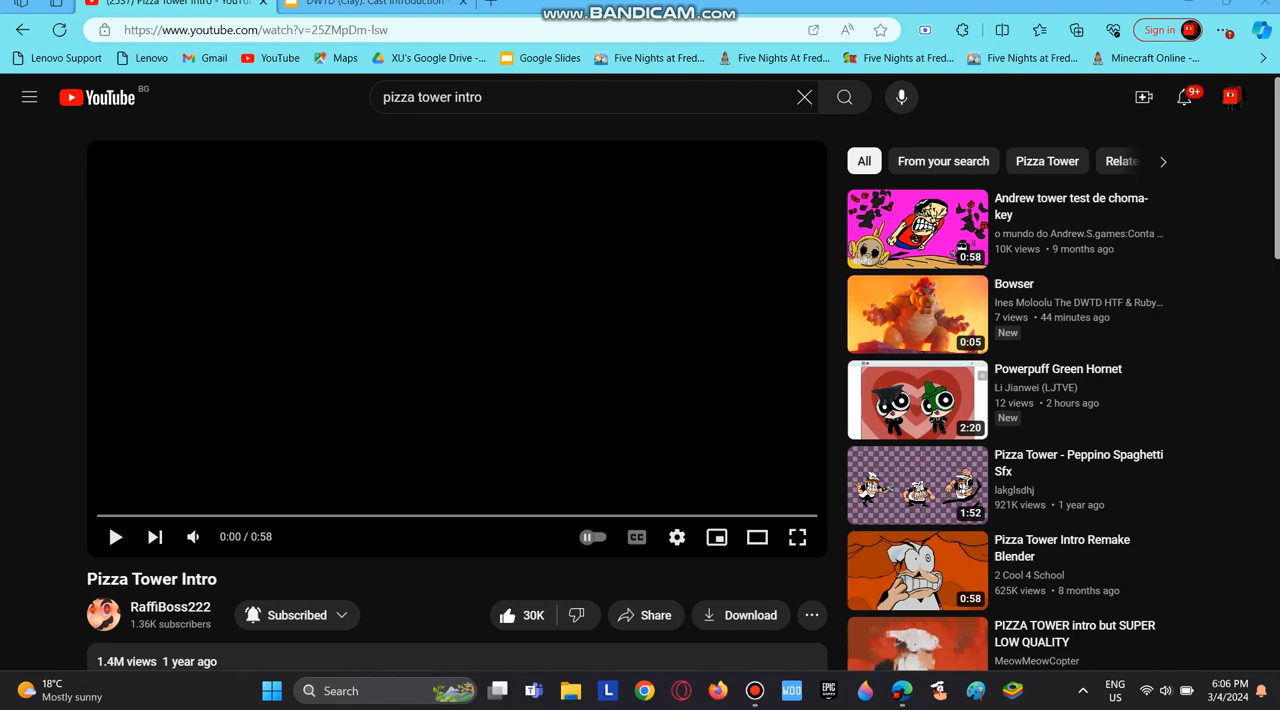 (2537) Pizza Tower Intro - YouTu
DWTD (Clay): Cast Introduction -
www.BANDICAM.com
https://www.youtube.com/watch?v=25ZMpDm-lsw
Sign in
Lenovo Support
Lenovo
Gmail
YouTube
Maps
XU's Google Drive -...
Google Slides
Five Nights at Fred...
Five Nights At Fred...
Five Nights at Fred...
Five Nights at Fred...
Minecraft Online -...
YouTube BG
pizza tower intro
9+
All
From your search
Pizza Tower
Relate
Andrew tower test de choma-
key
o mundo do Andrew.S.games:Conta ...
10K views • 9 months ago
0:58
Bowser
Ines Moloolu The DWTD HTF & Ruby...
7 views • 44 minutes ago
New
0:05
Powerpuff Green Hornet
Li Jianwei (LJTVE)
12 views • 2 hours ago
New
2:20
Pizza Tower - Peppino Spaghetti
Sfx
lakglsdhj
921K views • 1 year ago
1:52
Pizza Tower Intro Remake
Blender
2 Cool 4 School
625K views • 8 months ago
0:58
PIZZA TOWER intro but SUPER
LOW QUALITY
MeowMeowCopter
0:00 / 0:58
CC
Pizza Tower Intro
RaffiBoss222
1.36K subscribers
Subscribed
30K
Share
Download
1.4M views 1 year ago
18°C
Mostly sunny
Search
L
WOD
EPIC
GAMES
ENG
US
6:06 PM
3/4/2024